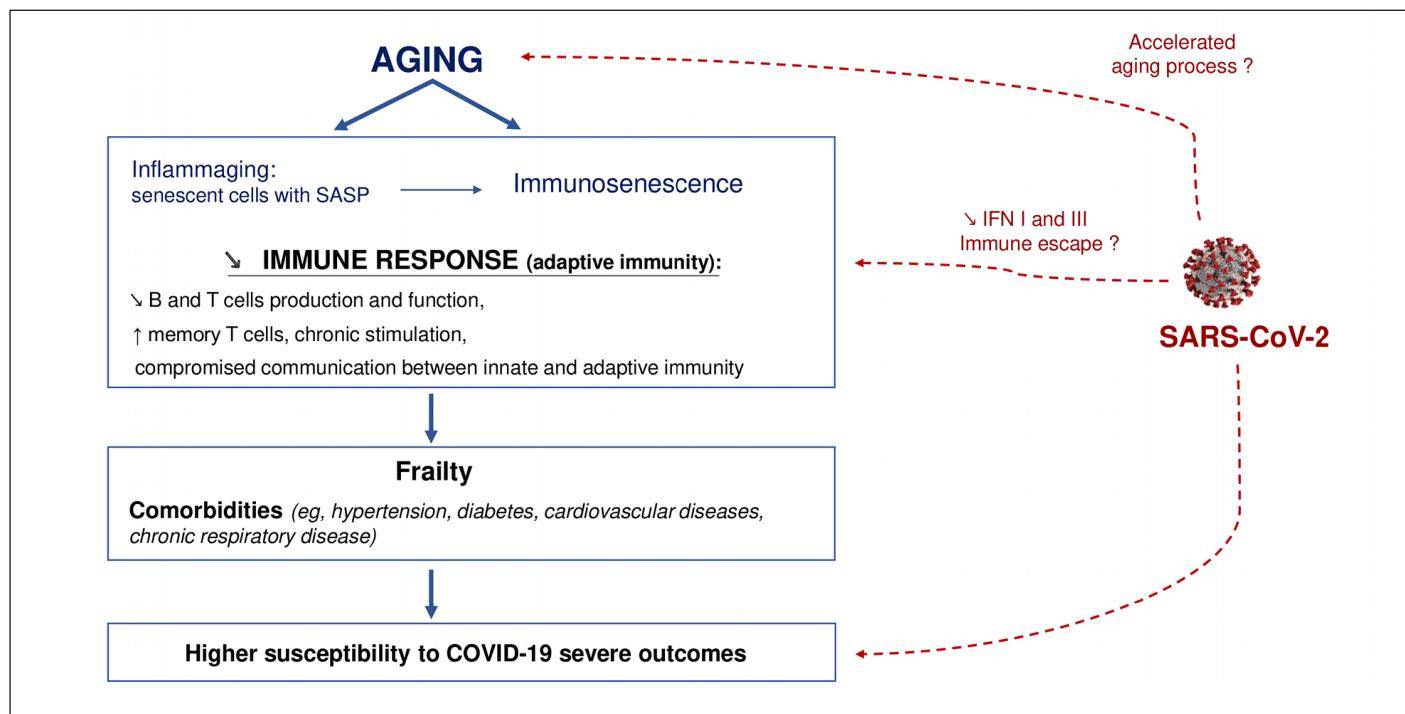 AGING
Accelerated
aging process ?
Inflammaging:
senescent cells with SASP
Immunosenescence
↘ IFN I and III
Immune escape ?
↘ IMMUNE RESPONSE (adaptive immunity):
↘ B and T cells production and function,
↑ memory T cells, chronic stimulation,
compromised communication between innate and adaptive immunity
SARS-CoV-2
Frailty
Comorbidities (eg, hypertension, diabetes, cardiovascular diseases,
chronic respiratory disease)
Higher susceptibility to COVID-19 severe outcomes